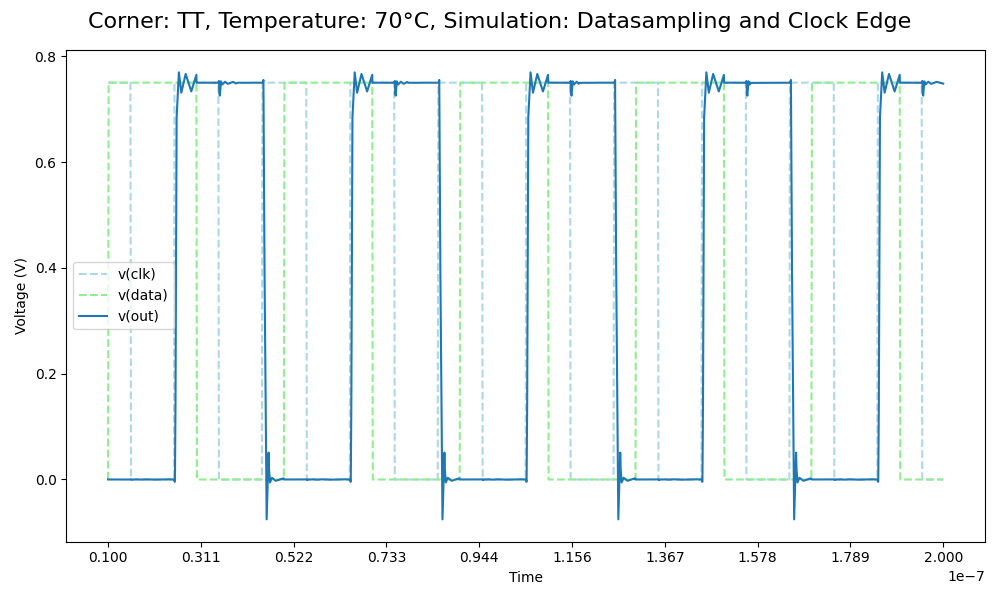 Corner: TT, Temperature: 70°C, Simulation: Datasampling and Clock Edge
0.8
0.6
0.4
0.2
0.0
Voltage (V)
v(clk)
v(data)
v(out)
0.100 0.311 0.522 0.733 0.944 1.156 1.367 1.578 1.789 2.000
Time
1e−7